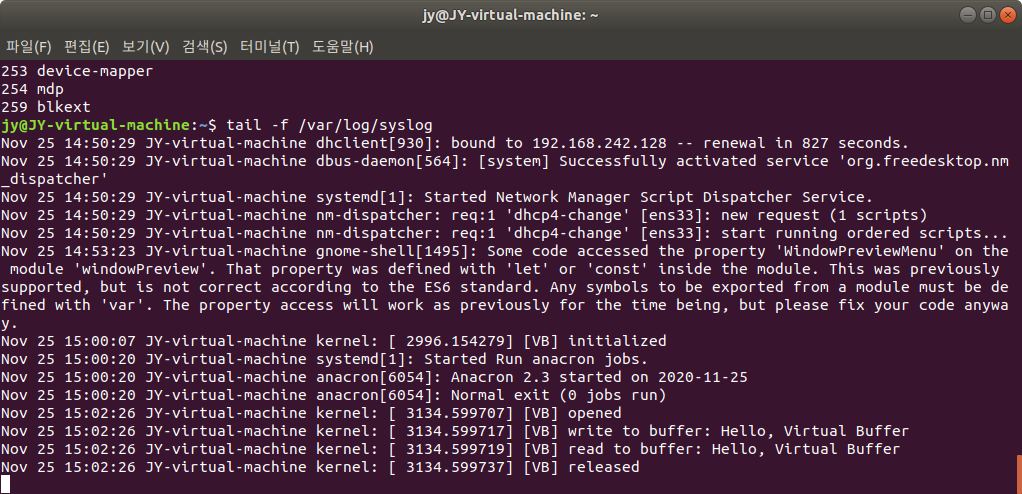 jy@JY-virtual-machine: ~
파일(F) 편집(E) 보기(V) 검색(S) 터미널(T) 도움말(H)
253 device-mapper
254 mdp
259 blkext
jy@JY-virtual-machine:~$ tail -f /var/log/syslog
Nov 25 14:50:29 JY-virtual-machine dhclient[930]: bound to 192.168.242.128 -- renewal in 827 seconds.
Nov 25 14:50:29 JY-virtual-machine dbus-daemon[564]: [system] Successfully activated service 'org.freedesktop.nm
_dispatcher'
Nov 25 14:50:29 JY-virtual-machine systemd[1]: Started Network Manager Script Dispatcher Service.
Nov 25 14:50:29 JY-virtual-machine nm-dispatcher: req:1 'dhcp4-change' [ens33]: new request (1 scripts)
Nov 25 14:50:29 JY-virtual-machine nm-dispatcher: req:1 'dhcp4-change' [ens33]: start running ordered scripts...
Nov 25 14:53:23 JY-virtual-machine gnome-shell[1495]: Some code accessed the property 'WindowPreviewMenu' on the
 module 'windowPreview'. That property was defined with 'let' or 'const' inside the module. This was previously
supported, but is not correct according to the ES6 standard. Any symbols to be exported from a module must be de
fined with 'var'. The property access will work as previously for the time being, but please fix your code anywa
y.
Nov 25 15:00:07 JY-virtual-machine kernel: [ 2996.154279] [VB] initialized
Nov 25 15:00:20 JY-virtual-machine systemd[1]: Started Run anacron jobs.
Nov 25 15:00:20 JY-virtual-machine anacron[6054]: Anacron 2.3 started on 2020-11-25
Nov 25 15:00:20 JY-virtual-machine anacron[6054]: Normal exit (0 jobs run)
Nov 25 15:02:26 JY-virtual-machine kernel: [ 3134.599707] [VB] opened
Nov 25 15:02:26 JY-virtual-machine kernel: [ 3134.599717] [VB] write to buffer: Hello, Virtual Buffer
Nov 25 15:02:26 JY-virtual-machine kernel: [ 3134.599719] [VB] read to buffer: Hello, Virtual Buffer
Nov 25 15:02:26 JY-virtual-machine kernel: [ 3134.599737] [VB] released